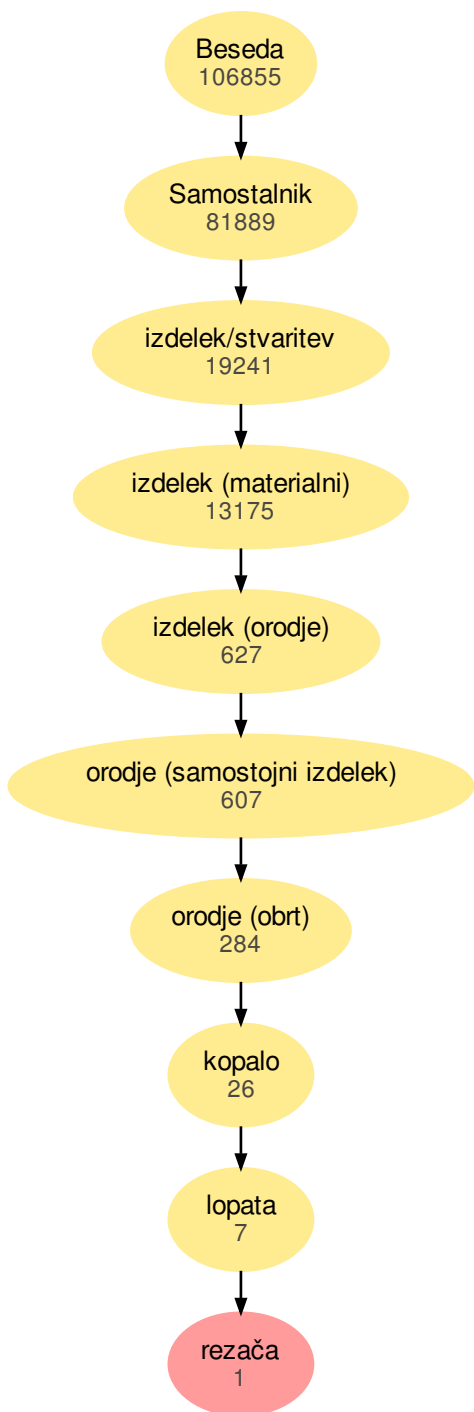 Beseda
106855
Samostalnik
81889
izdelek/stvaritev
19241
izdelek (materialni)
13175
izdelek (orodje)
627
orodje (samostojni izdelek)
607
orodje (obrt)
284
kopalo
26
lopata
7
rezača
1